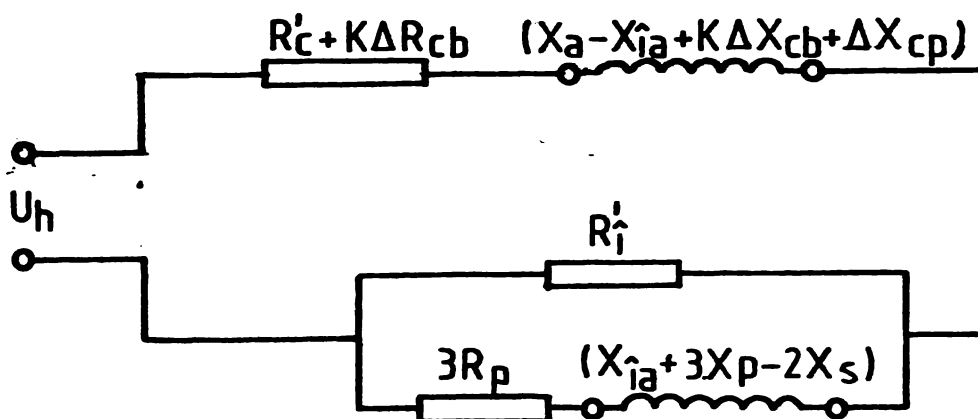 R'c + KΔRcb (Xa - Xîa + KΔXcb + ΔXcp)
Uh
R'î
3Rp (Xîa + 3Xp - 2Xs)